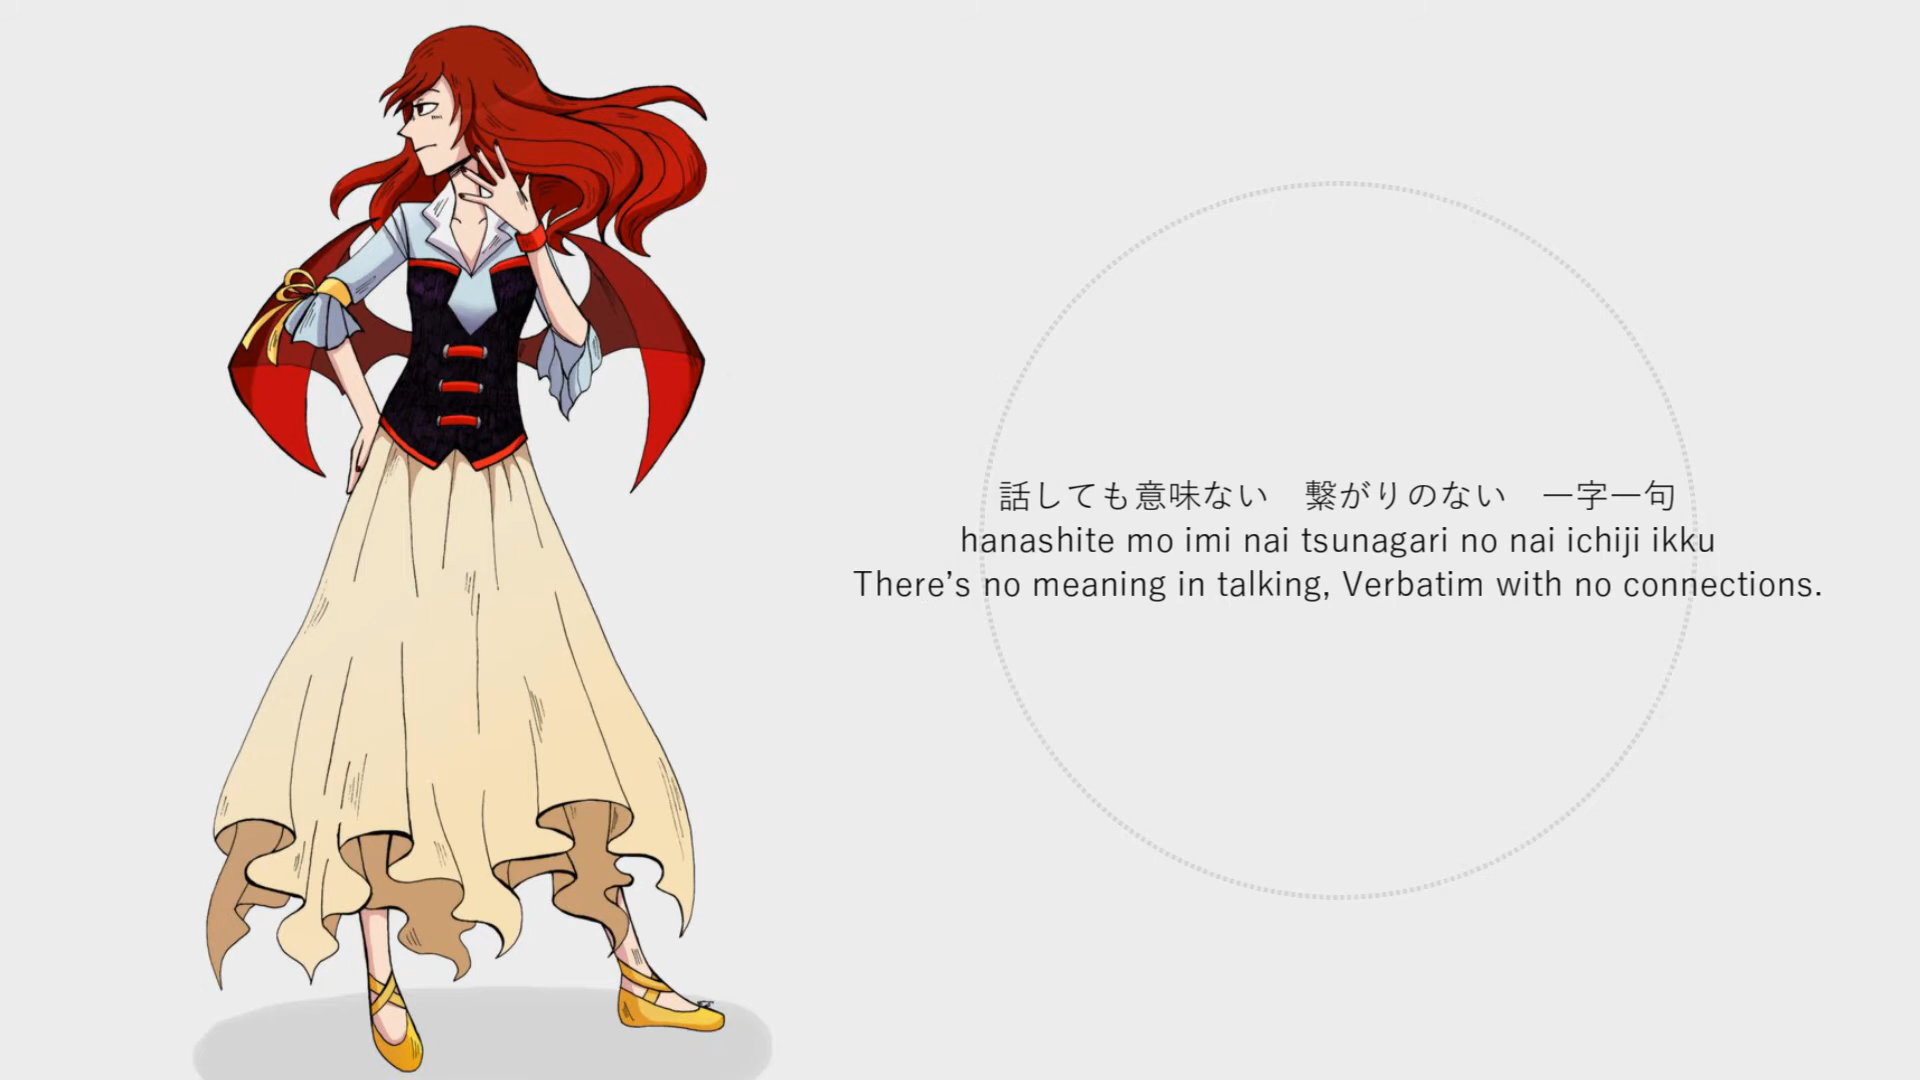 話しても意味ない　繋がりのない　一字一句
hanashite mo imi nai tsunagari no nai ichiji ikku
There’s no meaning in talking, Verbatim with no connections.